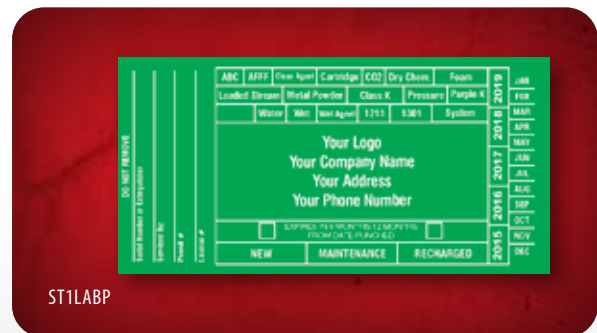 DO NOT REMOVE
Serial Number or Extinguisher
Serviced By:
Permit #
License #
ABC AFFF Clean Agent Cartridge CO2 Dry Chem. Foam
Loaded Stream Metal Powder Class K Pressure Purple K
Water Wet Wet Agent 1211 1301 System
Your Logo
Your Company Name
Your Address
Your Phone Number
EXPIRES 6 MONTHS 12 MONTHS
FROM DATE PUNCHED
NEW MAINTENANCE RECHARGED
2019
2018
2017
2016
2015
JAN
FEB
MAR
APR
MAY
JUN
JUL
AUG
SEP
OCT
NOV
DEC
ST1LABP